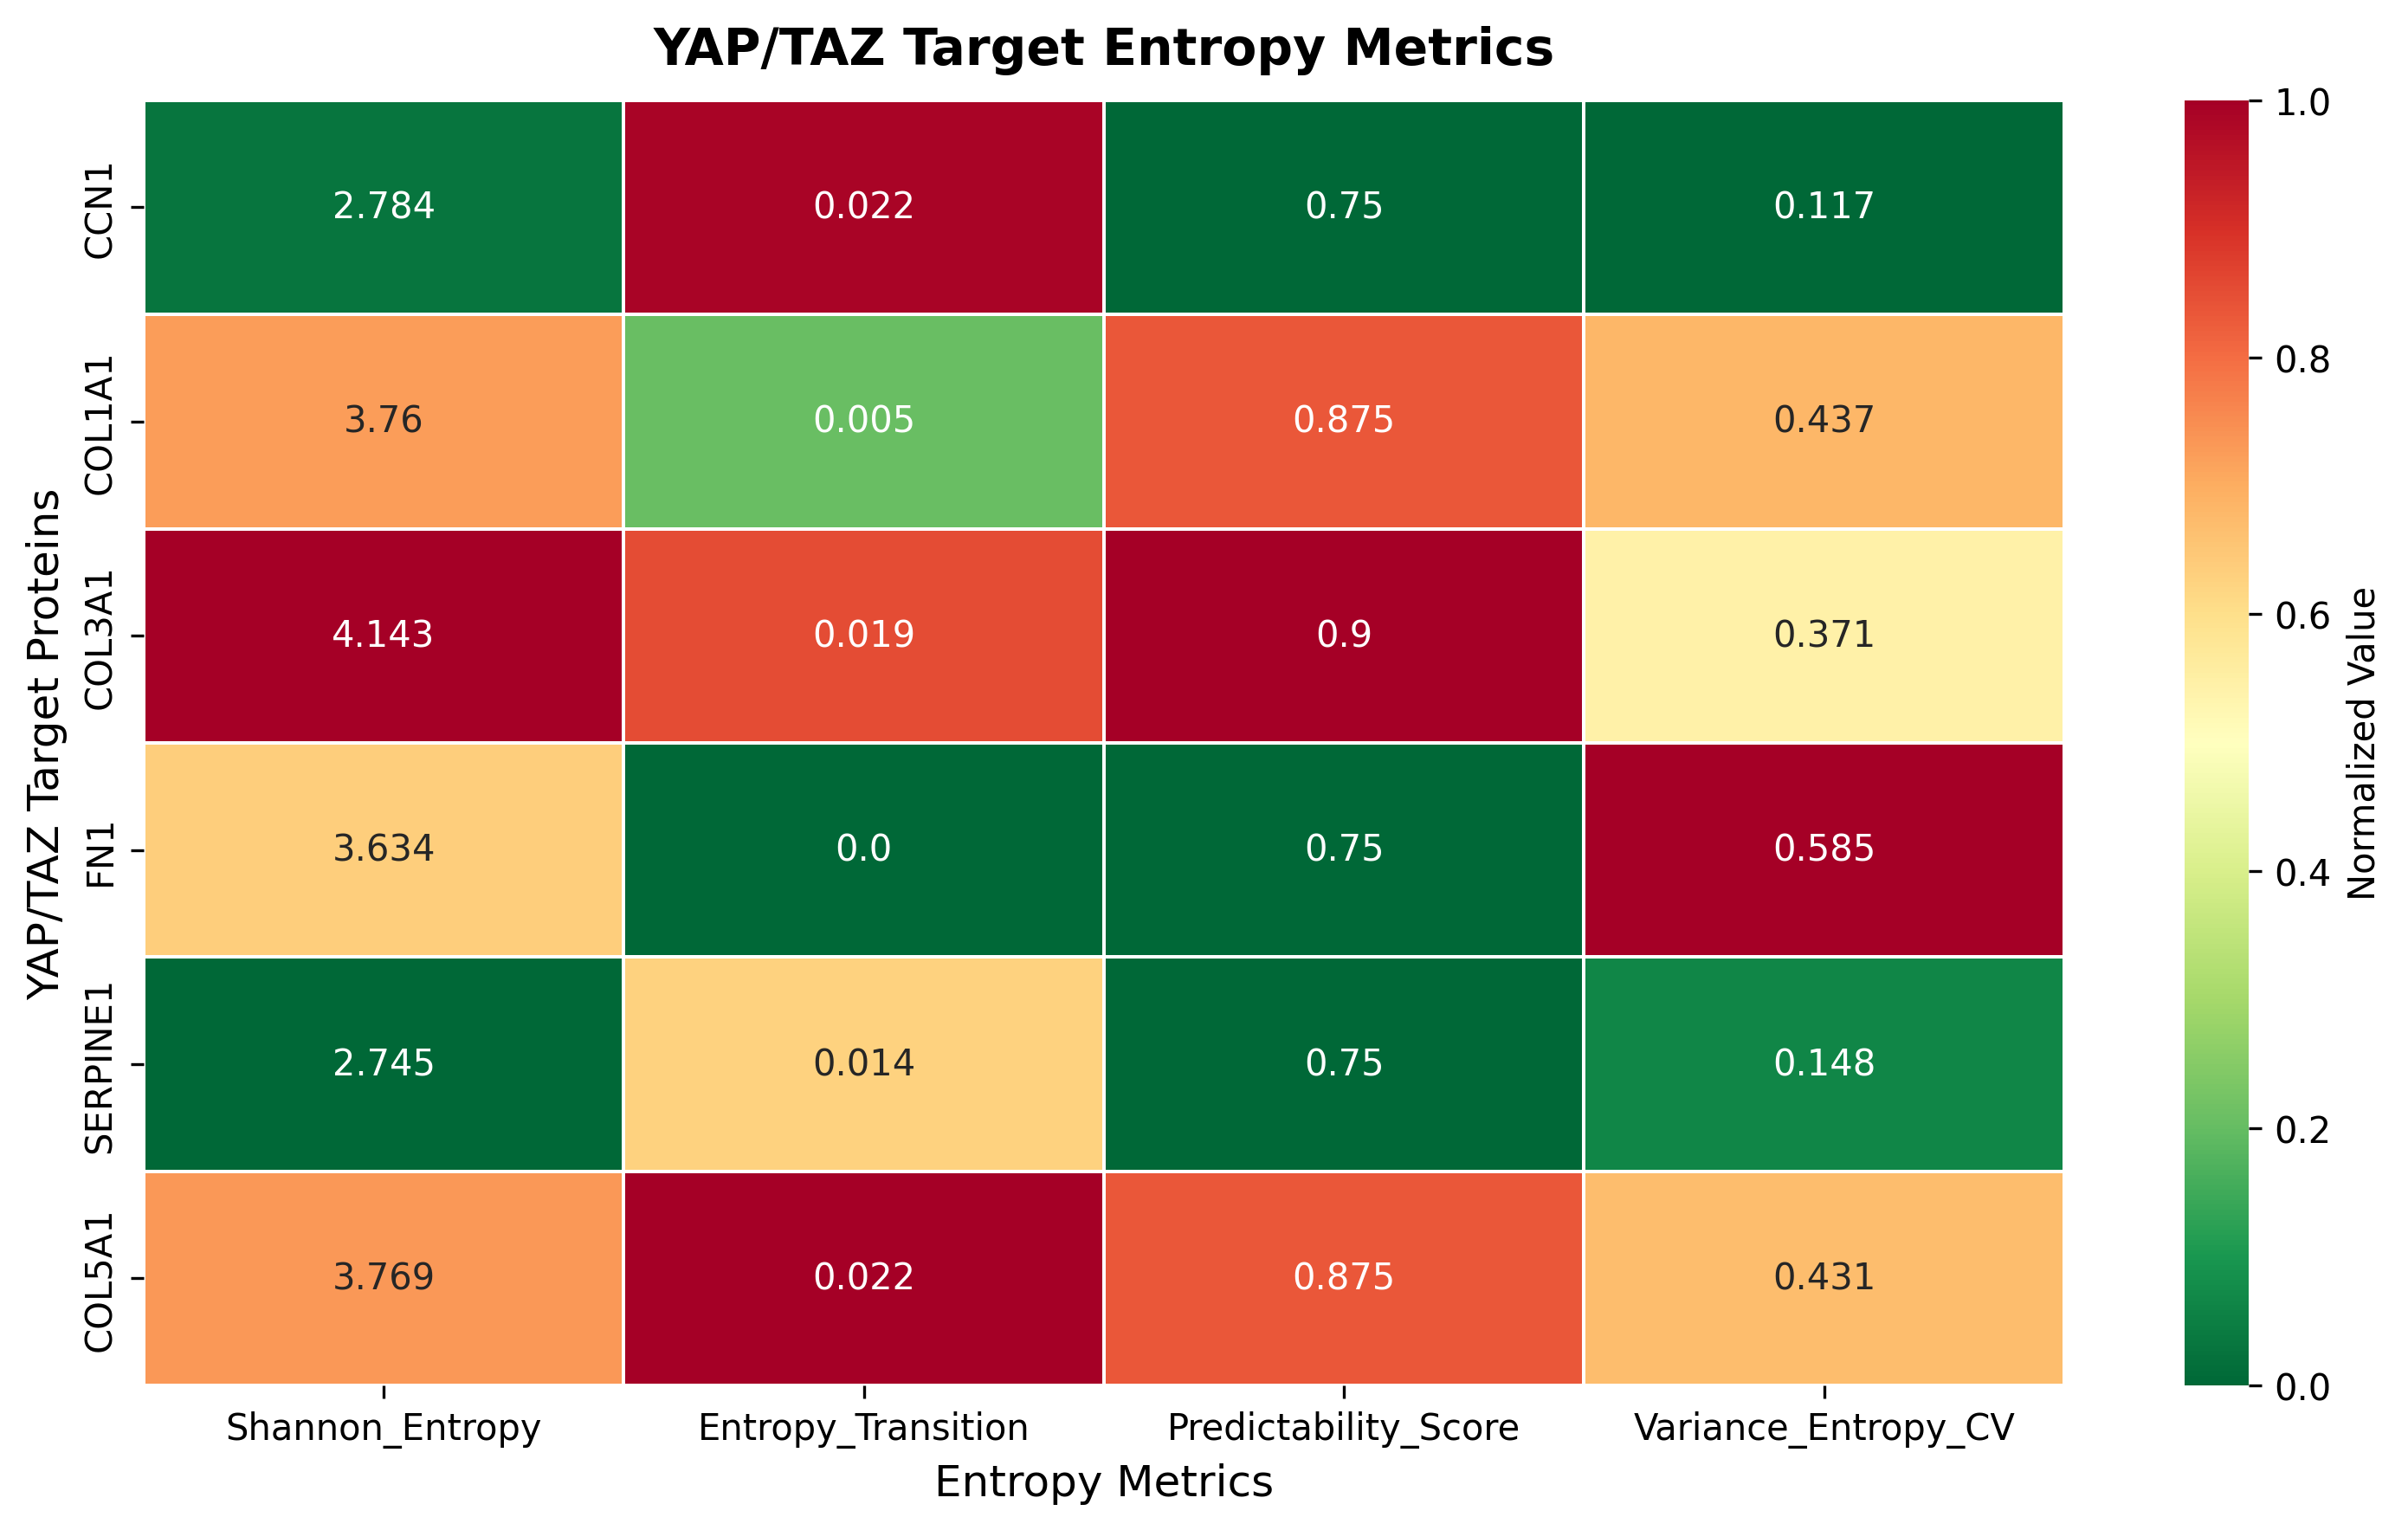 YAP/TAZ Target Entropy Metrics
YAP/TAZ Target Proteins
CCN1
2.784
0.022
0.75
0.117
COL1A1
3.76
0.005
0.875
0.437
COL3A1
4.143
0.019
0.9
0.371
FN1
3.634
0.0
0.75
0.585
SERPINE1
2.745
0.014
0.75
0.148
COL5A1
3.769
0.022
0.875
0.431
Shannon_Entropy
Entropy_Transition
Predictability_Score
Variance_Entropy_CV
Entropy Metrics
1.0
0.8
0.6
0.4
0.2
0.0
Normalized Value